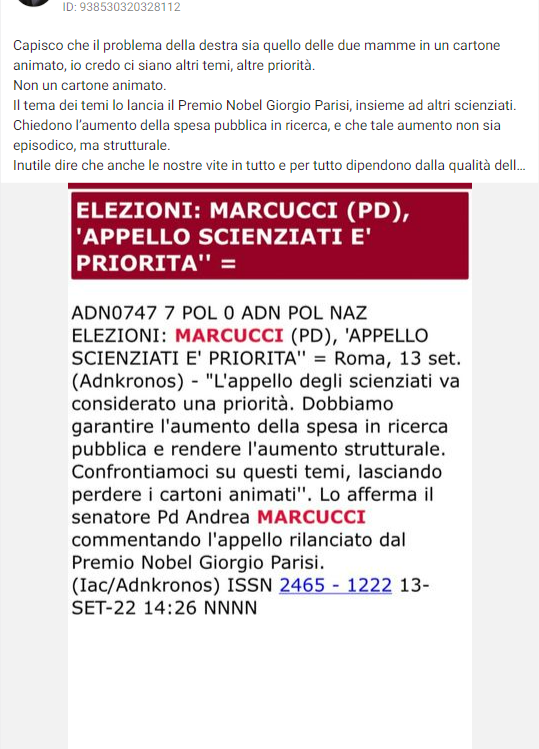 ID: 938530320328112
Capisco che il problema della destra sia quello delle due mamme in un cartone
animato, io credo ci siano altri temi, altre priorità.
Non un cartone animato.
Il tema dei temi lo lancia il Premio Nobel Giorgio Parisi, insieme ad altri scienziati.
Chiedono l'aumento della spesa pubblica in ricerca, e che tale aumento non sia
episodico, ma strutturale.
Inutile dire che anche le nostre vite in tutto e per tutto dipendono dalla qualità dell...
ELEZIONI: MARCUCCI (PD),
'APPELLO SCIENZIATI E'
PRIORITA'' =
ADN0747 7 POL 0 ADN POL NAZ
ELEZIONI: MARCUCCI (PD), 'APPELLO
SCIENZIATI E' PRIORITA'' = Roma, 13 set.
(Adnkronos) - "L'appello degli scienziati va
considerato una priorità. Dobbiamo
garantire l'aumento della spesa in ricerca
pubblica e rendere l'aumento strutturale.
Confrontiamoci su questi temi, lasciando
perdere i cartoni animati''. Lo afferma il
senatore Pd Andrea MARCUCCI
commentando l'appello rilanciato dal
Premio Nobel Giorgio Parisi.
(Iac/Adnkronos) ISSN 2465 - 1222 13-
SET-22 14:26 NNNN